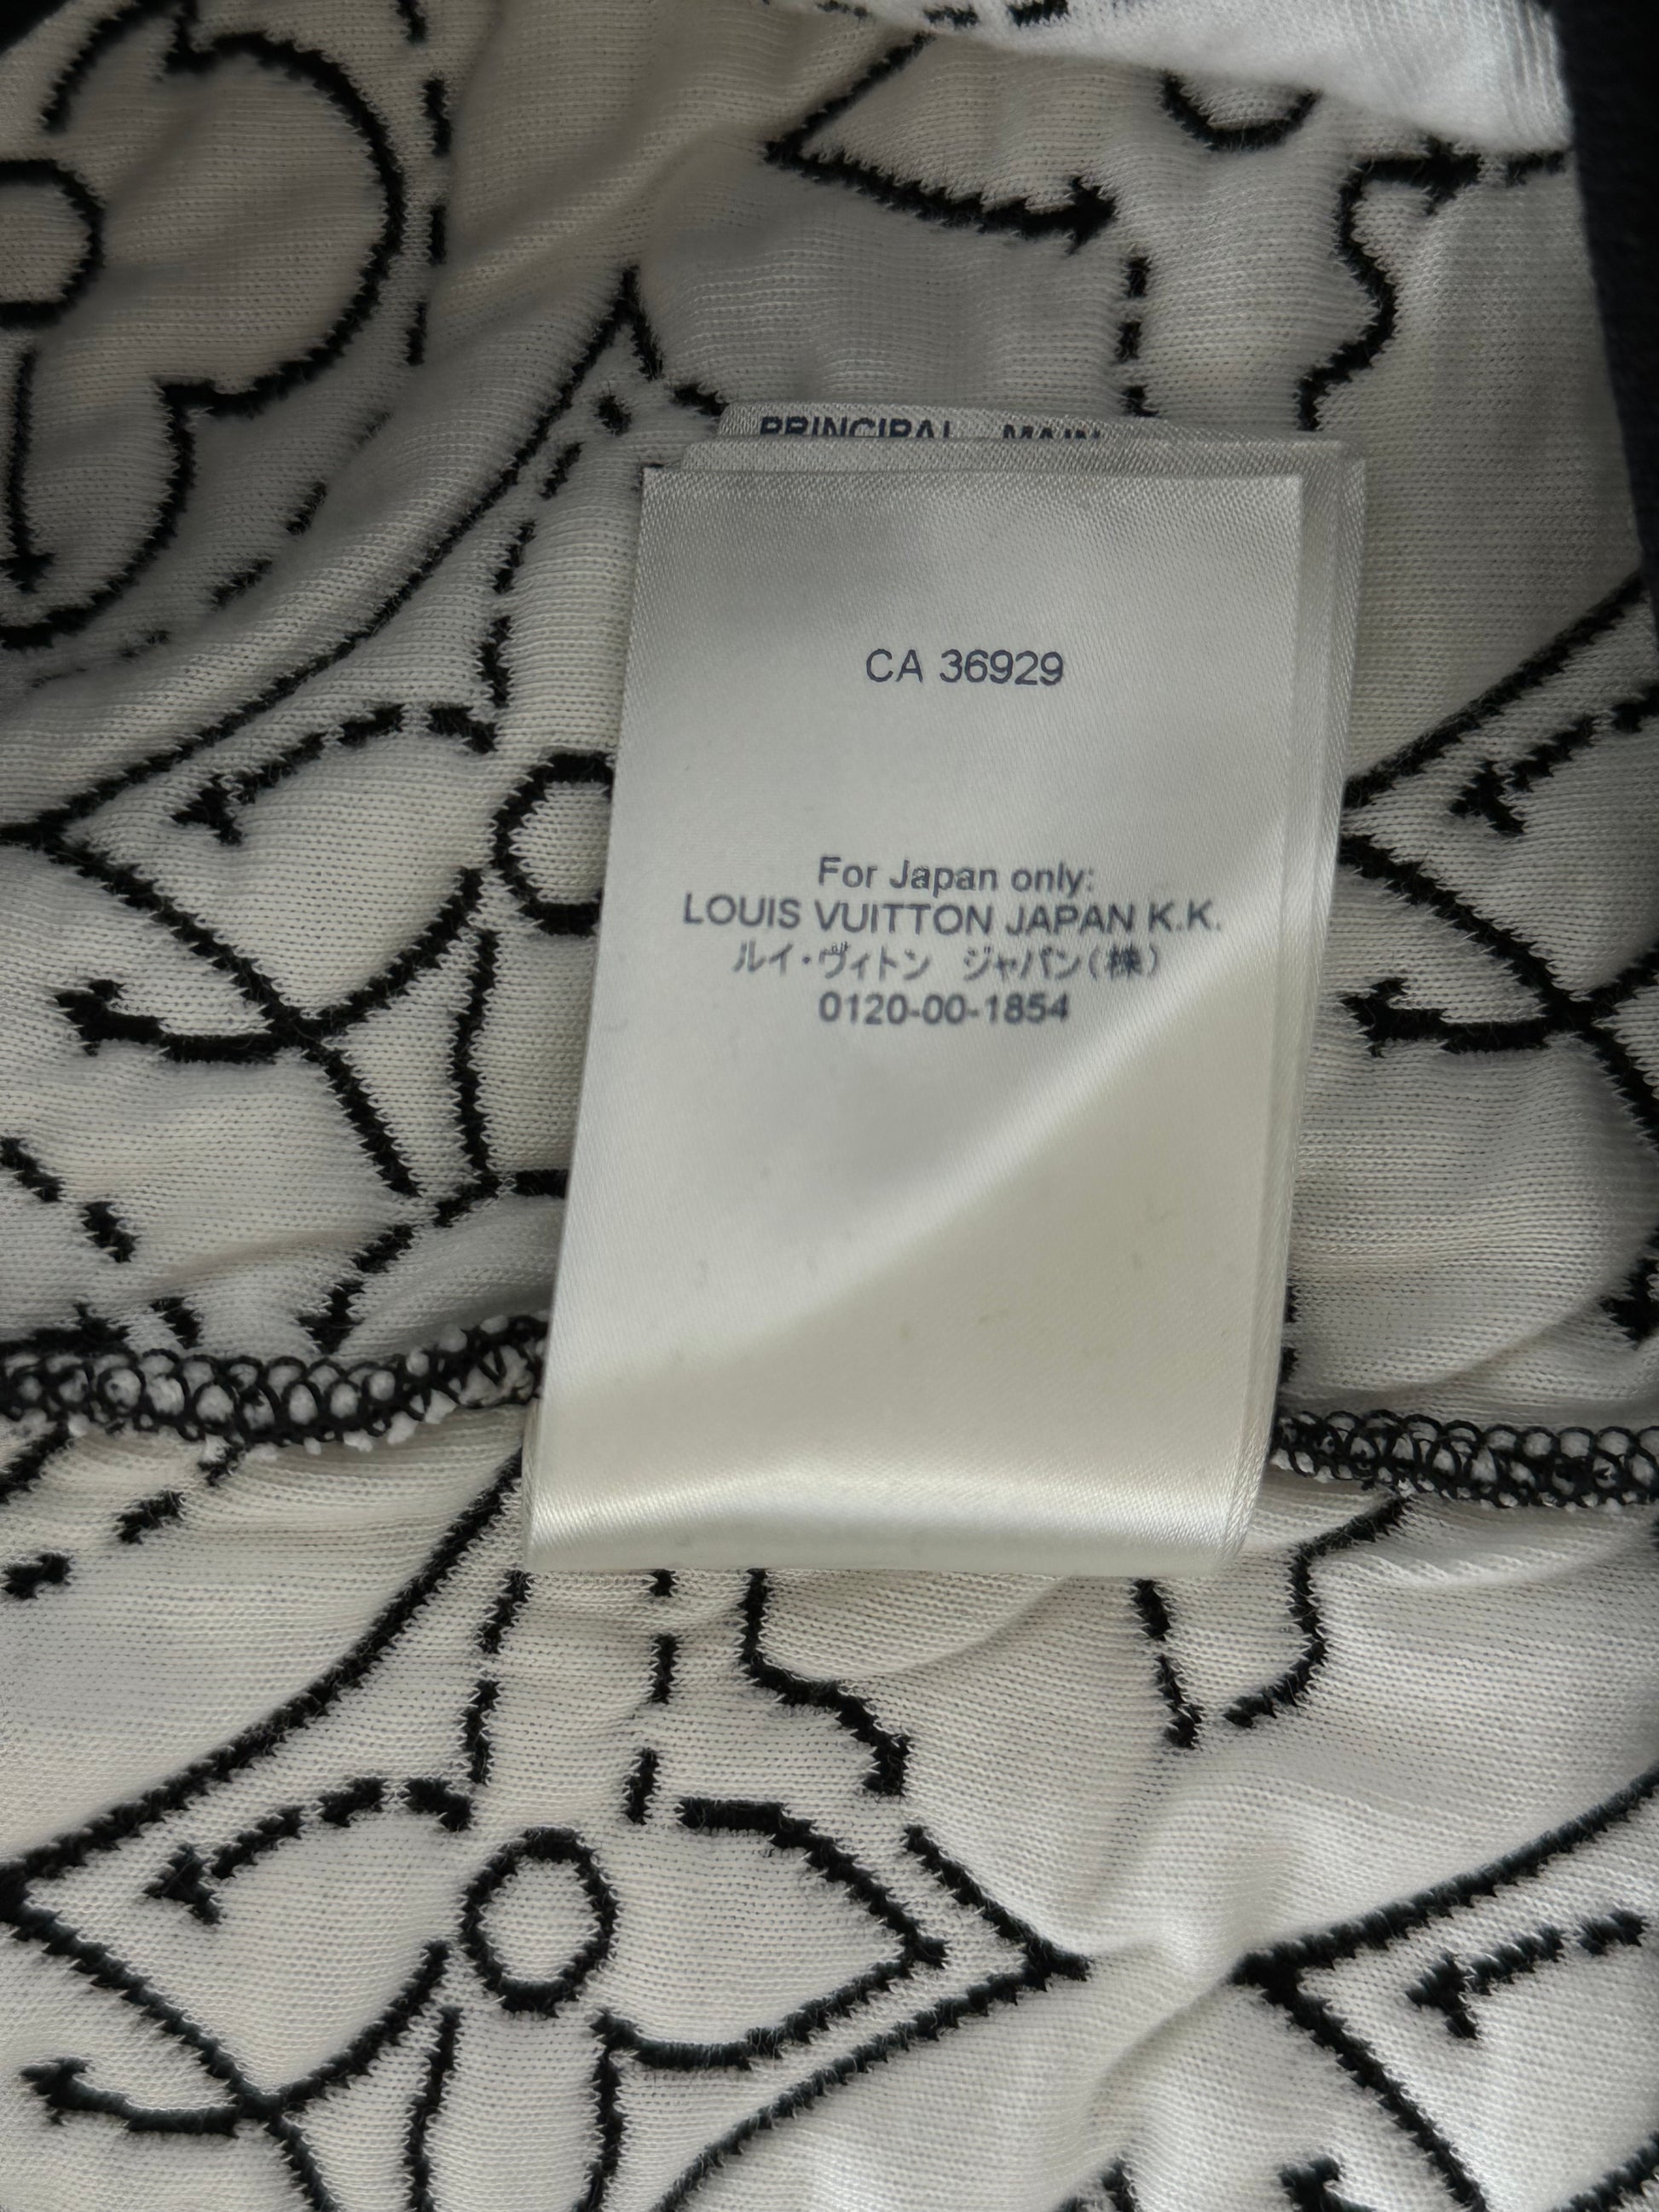 PRINCIPAL MAIN
CA 36929
For Japan only:
LOUIS VUITTON JAPAN K.K.
ルイ・ヴィトン ジャパン(株)
0120-00-1854